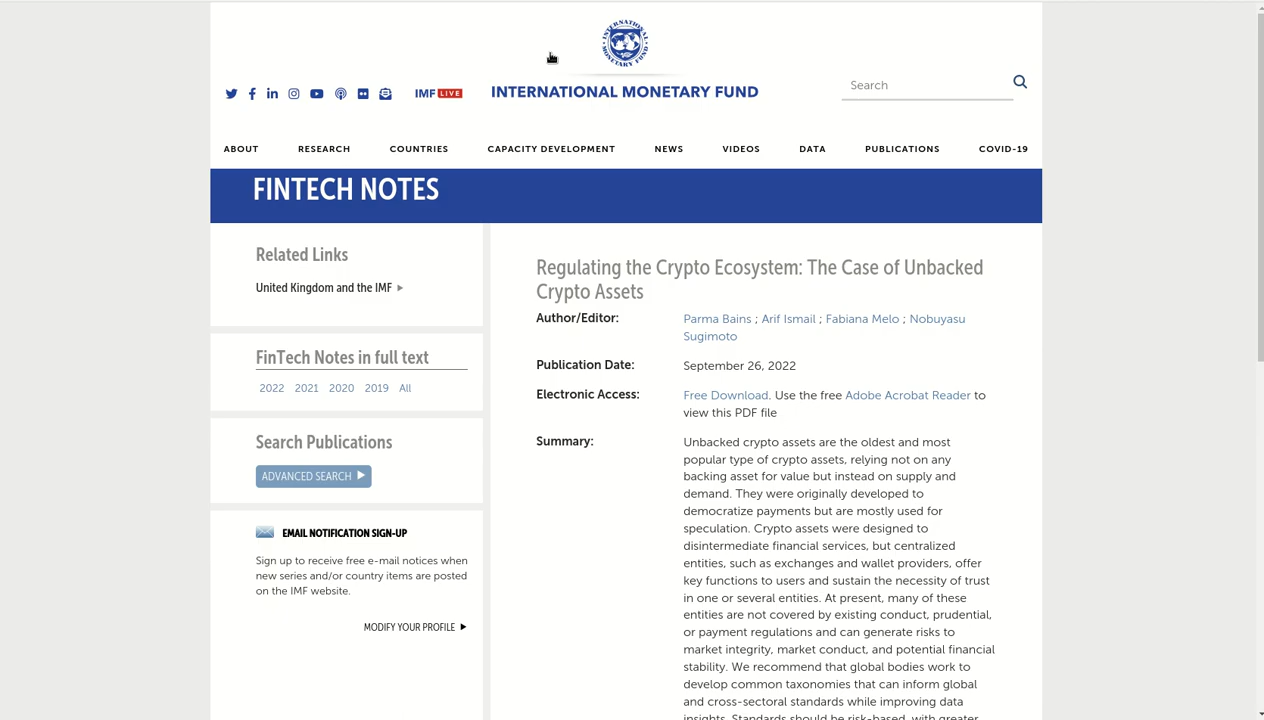 INTERNATIONAL
MONETARY FUND
IMF LIVE
INTERNATIONAL MONETARY FUND
Search
ABOUT
RESEARCH
COUNTRIES
CAPACITY DEVELOPMENT
NEWS
VIDEOS
DATA
PUBLICATIONS
COVID-19
FINTECH NOTES
Related Links
United Kingdom and the IMF
FinTech Notes in full text
2022 2021 2020 2019 All
Search Publications
ADVANCED SEARCH
EMAIL NOTIFICATION SIGN-UP
Sign up to receive free e-mail notices when
new series and/or country items are posted
on the IMF website.
MODIFY YOUR PROFILE
Regulating the Crypto Ecosystem: The Case of Unbacked
Crypto Assets
Author/Editor:
Parma Bains ; Arif Ismail ; Fabiana Melo ; Nobuyasu
Sugimoto
Publication Date:
September 26, 2022
Electronic Access:
Free Download. Use the free Adobe Acrobat Reader to
view this PDF file
Summary:
Unbacked crypto assets are the oldest and most
popular type of crypto assets, relying not on any
backing asset for value but instead on supply and
demand. They were originally developed to
democratize payments but are mostly used for
speculation. Crypto assets were designed to
disintermediate financial services, but centralized
entities, such as exchanges and wallet providers, offer
key functions to users and sustain the necessity of trust
in one or several entities. At present, many of these
entities are not covered by existing conduct, prudential,
or payment regulations and can generate risks to
market integrity, market conduct, and potential financial
stability. We recommend that global bodies work to
develop common taxonomies that can inform global
and cross-sectoral standards while improving data
insights. Standards should be risk-based, with greater